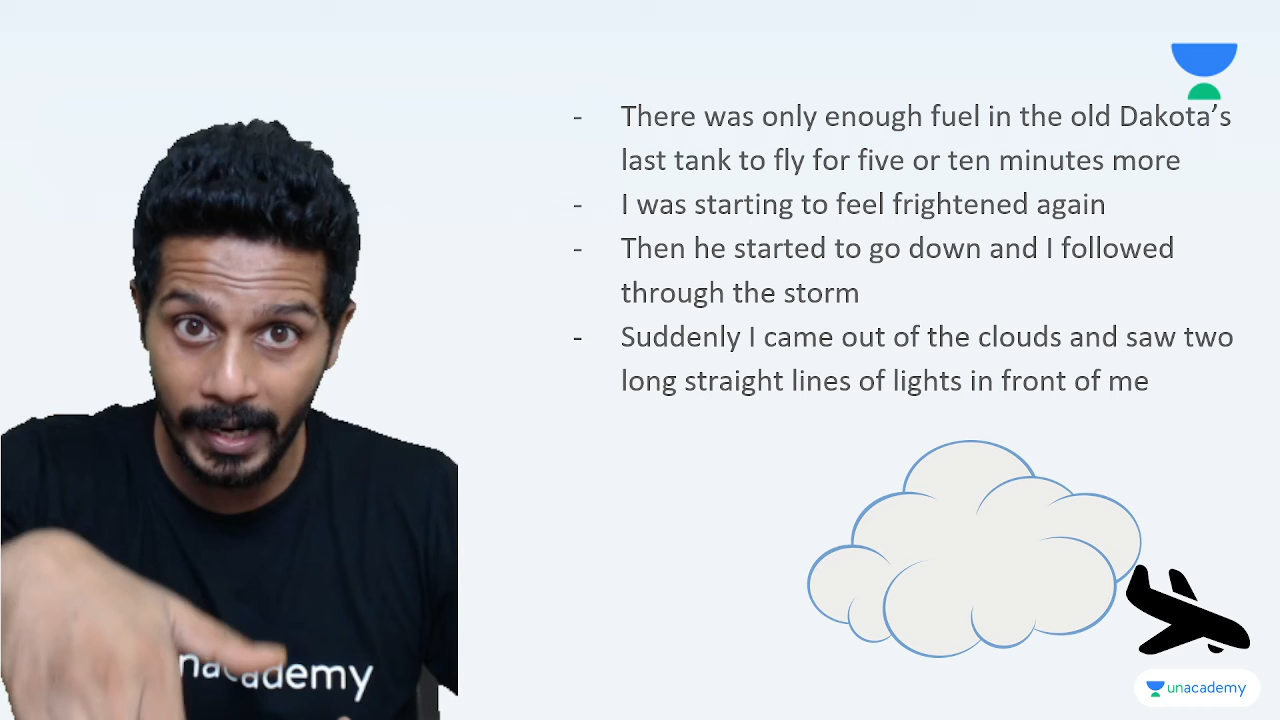 - There was only enough fuel in the old Dakota's
last tank to fly for five or ten minutes more
- I was starting to feel frightened again
- Then he started to go down and I followed
through the storm
- Suddenly I came out of the clouds and saw two
long straight lines of lights in front of me
unacademy
unacademy